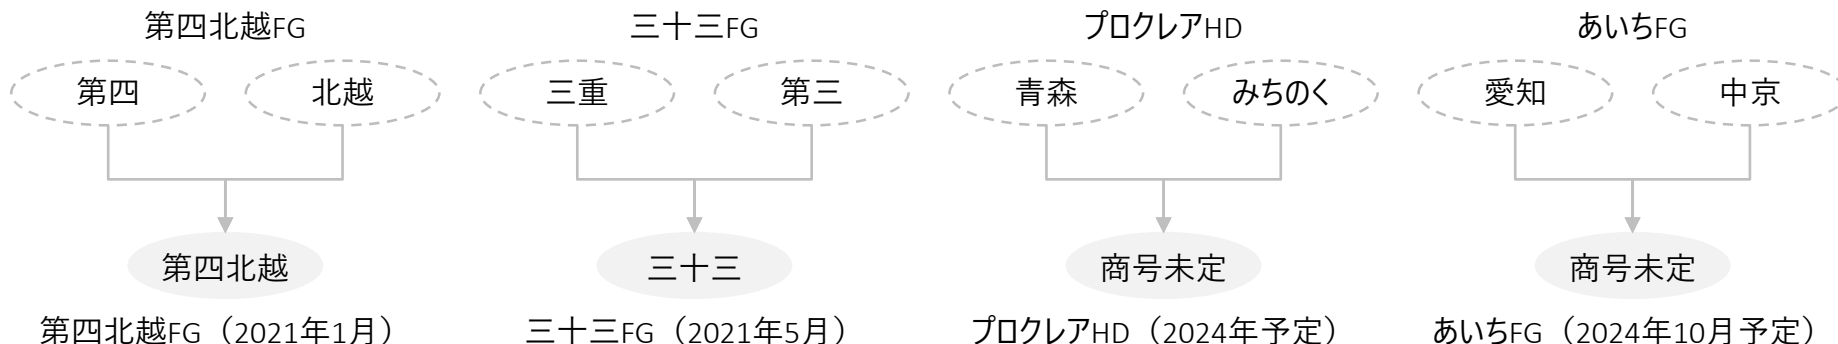 第四北越FG
三十三FG
プロクレアHD
あいちFG
第四
北越
三重
第三
青森
みちのく
愛知
中京
第四北越
三十三
商号未定
商号未定
第四北越FG（2021年1月）
三十三FG（2021年5月）
プロクレアHD（2024年予定）
あいちFG（2024年10月予定）